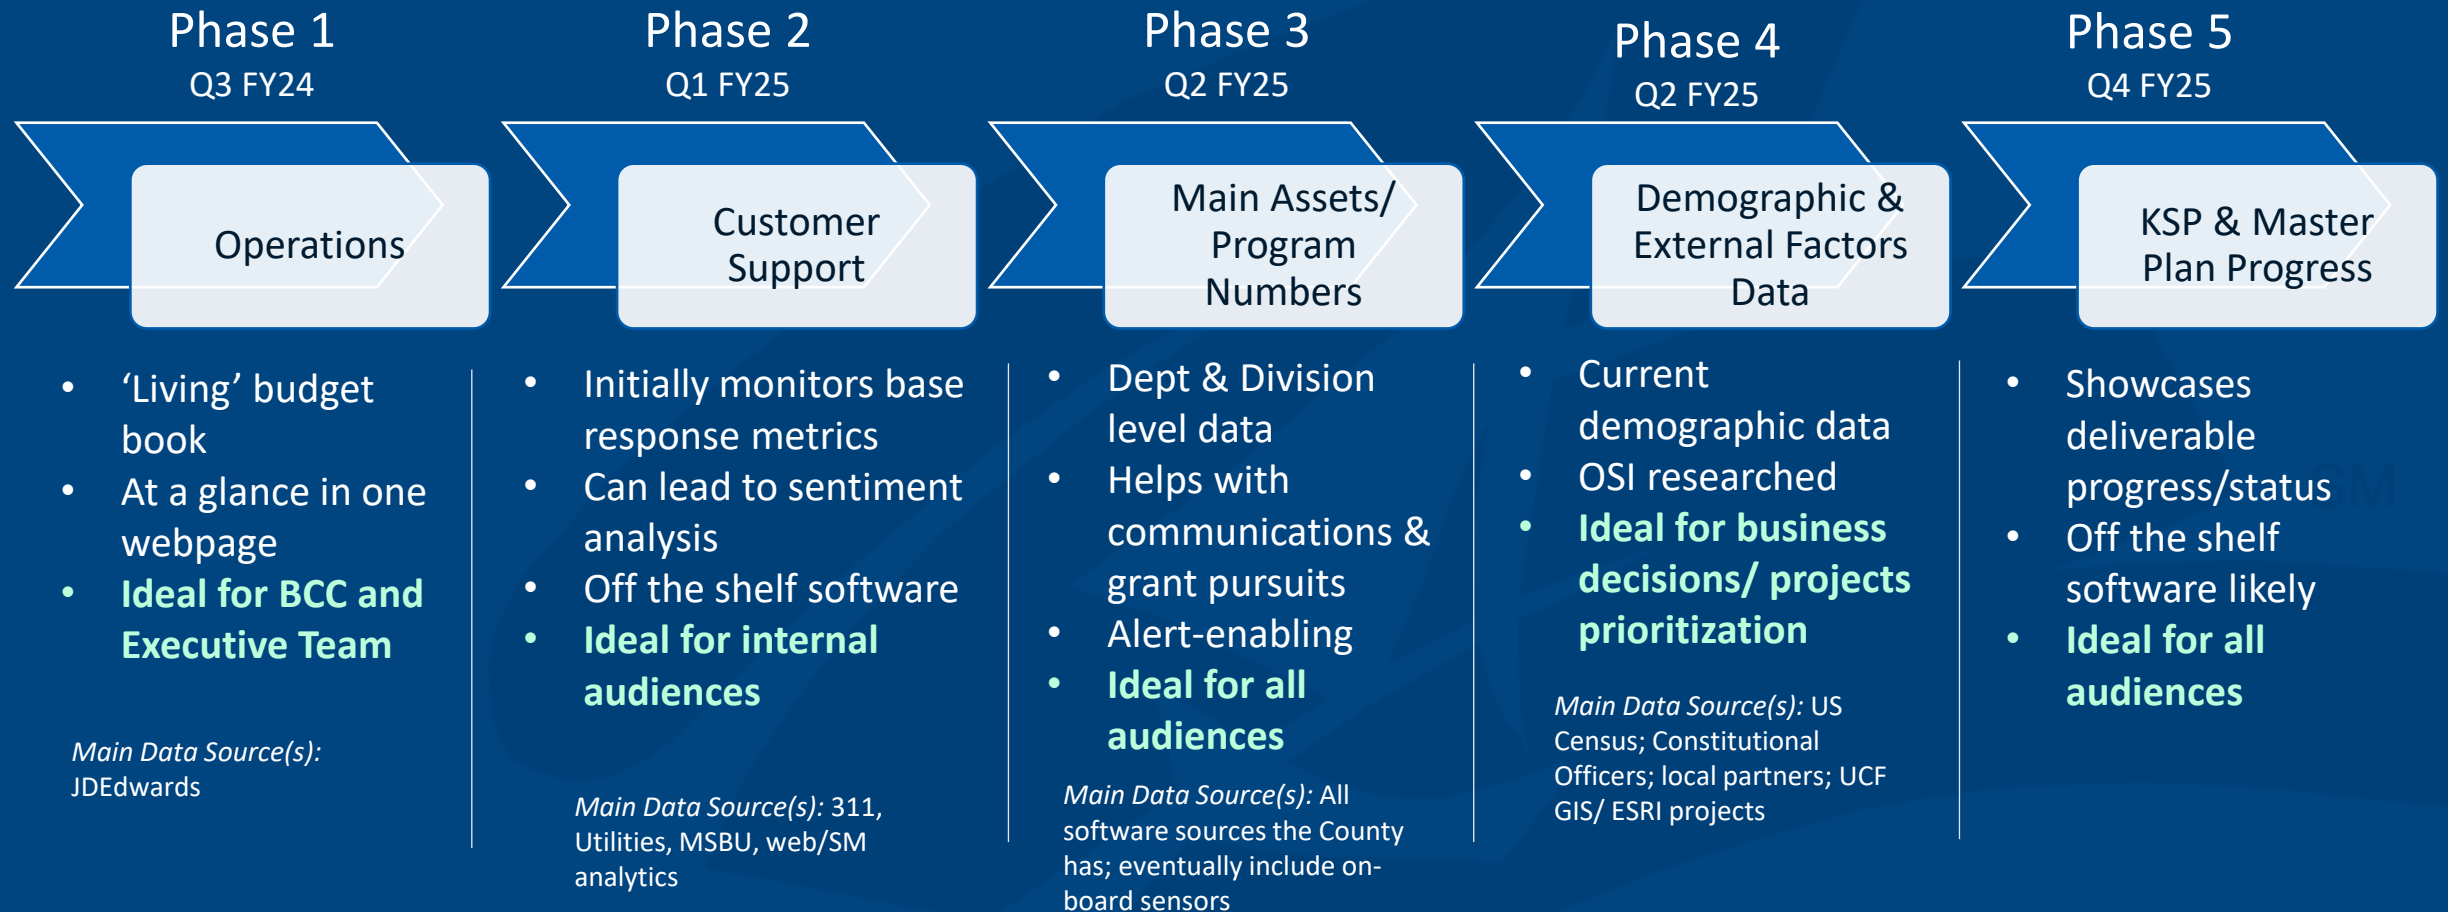 Phase 1
Q3 FY24
Operations
• ‘Living’ budget
book
• At a glance in one
webpage
• Ideal for BCC and
Executive Team
Main Data Source(s):
JDEdwards
Phase 2
Q1 FY25
Customer
Support
• Initially monitors base
response metrics
• Can lead to sentiment
analysis
• Off the shelf software
• Ideal for internal
audiences
Main Data Source(s): 311,
Utilities, MSBU, web/SM
analytics
Phase 3
Q2 FY25
Main Assets/
Program
Numbers
• Dept & Division
level data
• Helps with
communications &
grant pursuits
• Alert-enabling
• Ideal for all
audiences
Main Data Source(s): All
software sources the County
has; eventually include on-
board sensors
Phase 4
Q2 FY25
Demographic &
External Factors
Data
• Current
demographic data
• OSI researched
• Ideal for business
decisions/ projects
prioritization
Main Data Source(s): US
Census; Constitutional
Officers; local partners; UCF
GIS/ ESRI projects
Phase 5
Q4 FY25
KSP & Master
Plan Progress
• Showcases
deliverable
progress/status
• Off the shelf
software likely
• Ideal for all
audiences
SM